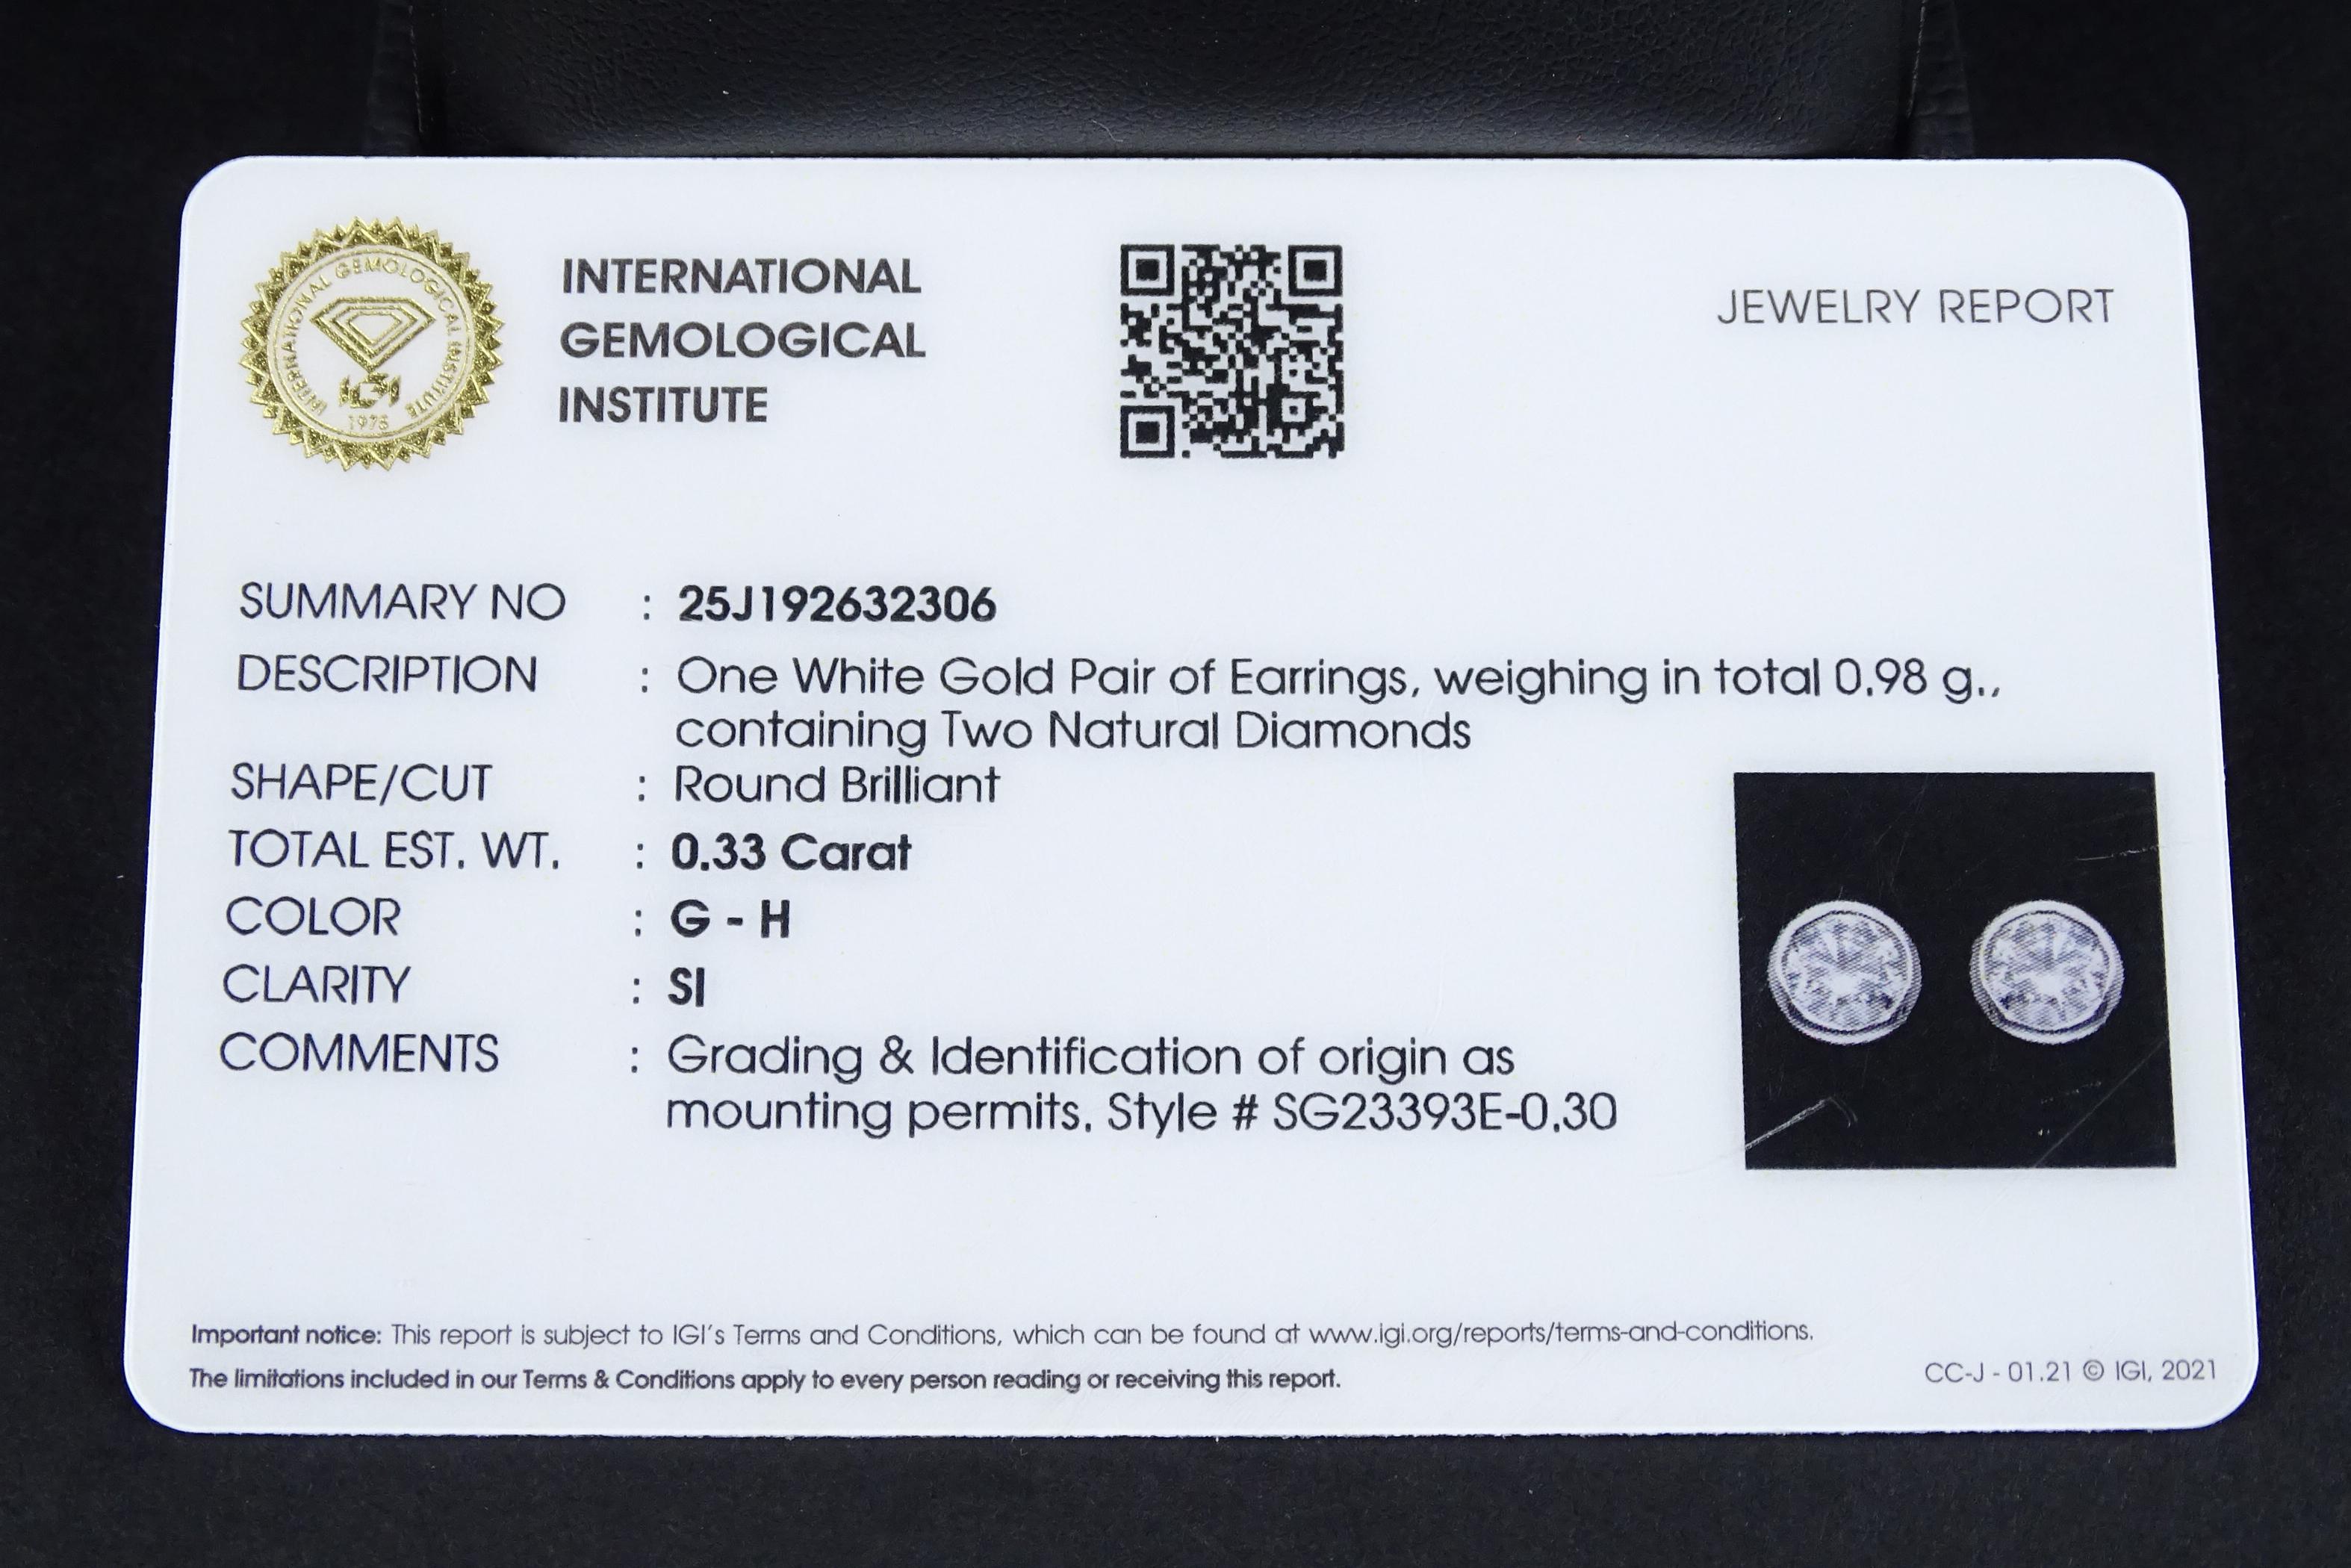 INTERNATIONAL GEMOLOGICAL INSTITUTE
IGI
1975
INTERNATIONAL
GEMOLOGICAL
INSTITUTE
JEWELRY REPORT
SUMMARY NO : 25J192632306
DESCRIPTION : One White Gold Pair of Earrings, weighing in total 0.98 g.,
containing Two Natural Diamonds
SHAPE/CUT : Round Brilliant
TOTAL EST. WT. : 0.33 Carat
COLOR : G - H
CLARITY : SI
COMMENTS : Grading & Identification of origin as
mounting permits. Style # SG23393E-0.30
Important notice: This report is subject to IGI's Terms and Conditions, which can be found at www.igi.org/reports/terms-and-conditions.
The limitations included in our Terms & Conditions apply to every person reading or receiving this report.
CC-J - 01.21 © IGI, 2021